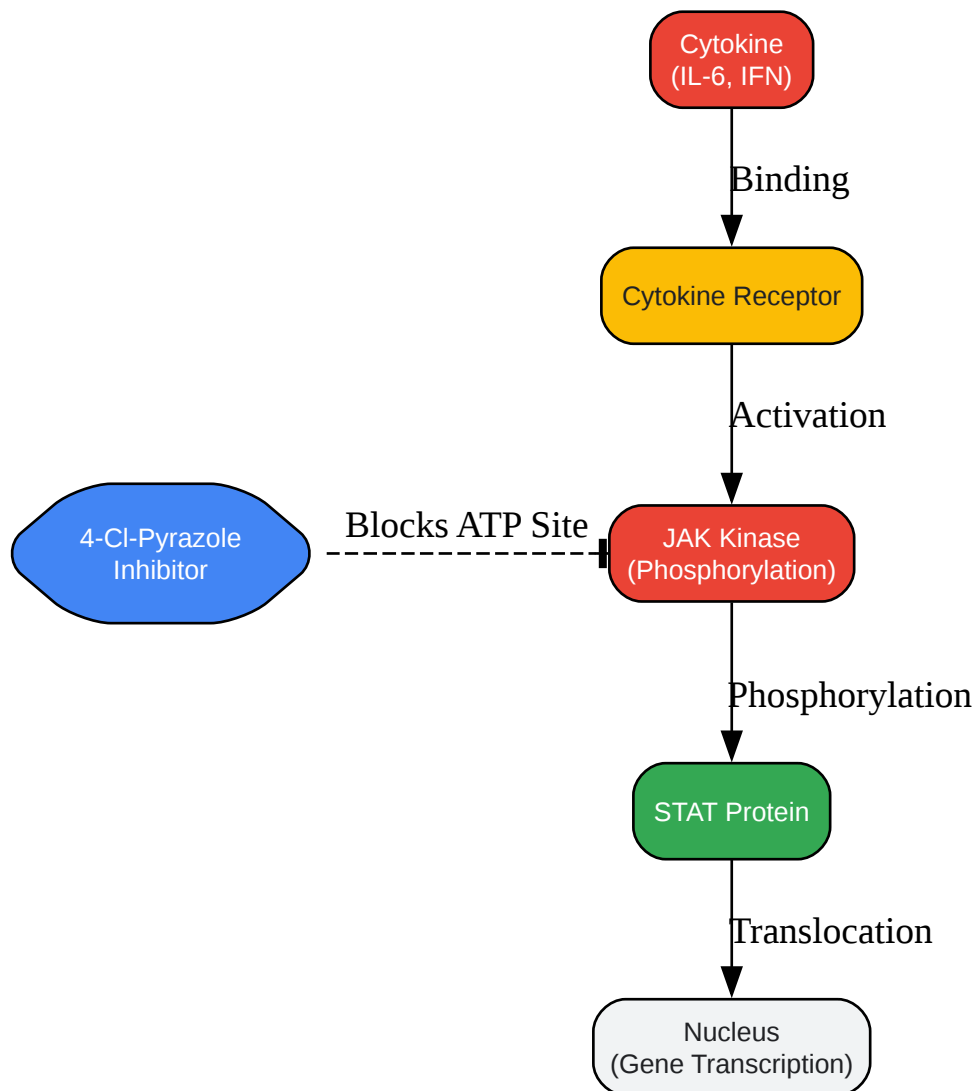 Cytokine
(IL-6, IFN)
Binding
Cytokine Receptor
Activation
4-Cl-Pyrazole
Inhibitor
Blocks ATP Site
JAK Kinase
(Phosphorylation)
Phosphorylation
STAT Protein
Translocation
Nucleus
(Gene Transcription)